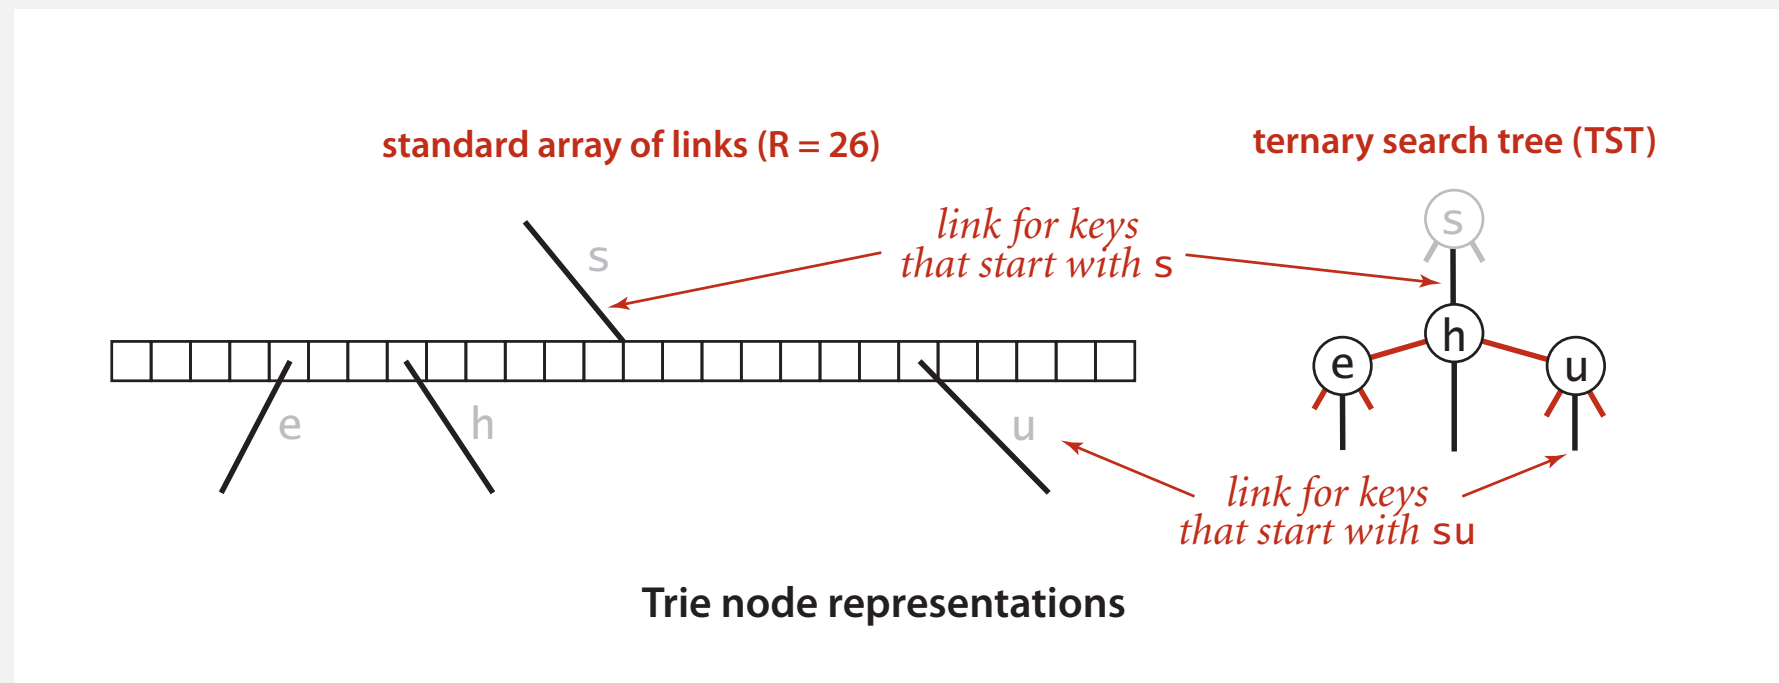 standard array of links (R = 26)
ternary search tree (TST)
s
link for keys
that start with s
s
h
e
u
e
h
u
link for keys
that start with su
Trie node representations